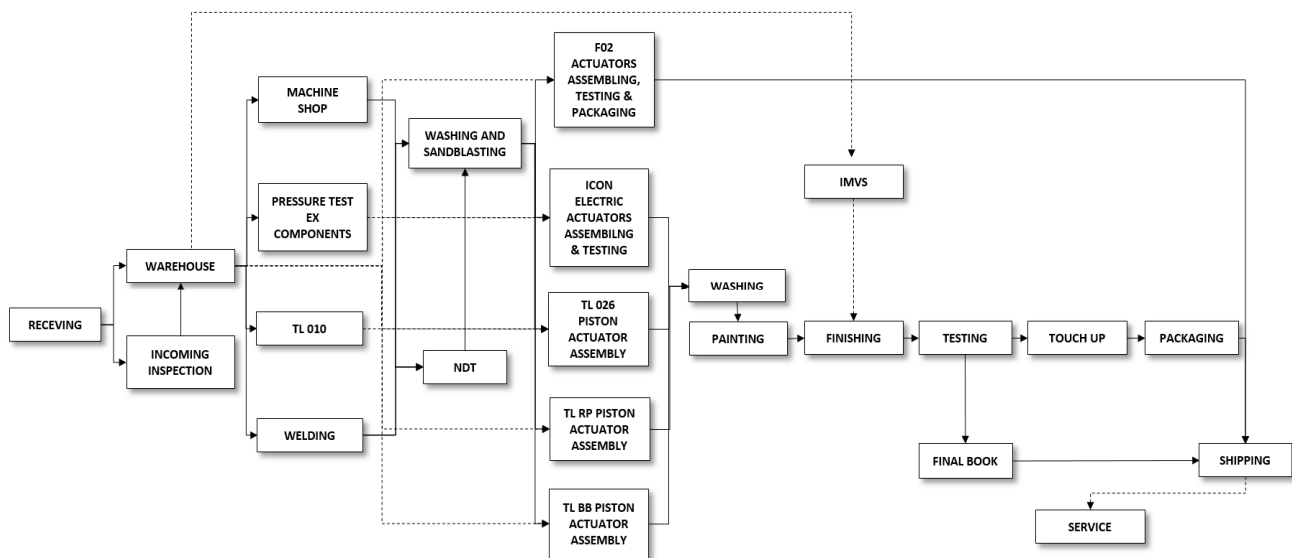 F02
ACTUATORS
ASSEMBLING,
TESTING &
PACKAGING
MACHINE
SHOP
WASHING AND
SANDBLASTING
IMVS
PRESSURE TEST
EX
COMPONENTS
ICON
ELECTRIC
ACTUATORS
ASSEMBILNG
& TESTING
WAREHOUSE
WASHING
RECEVING
INCOMING
INSPECTION
TL 010
NDT
TL 026
PISTON
ACTUATOR
ASSEMBLY
PAINTING
FINISHING
TESTING
TOUCH UP
PACKAGING
WELDING
TL RP PISTON
ACTUATOR
ASSEMBLY
FINAL BOOK
SHIPPING
TL BB PISTON
ACTUATOR
ASSEMBLY
SERVICE